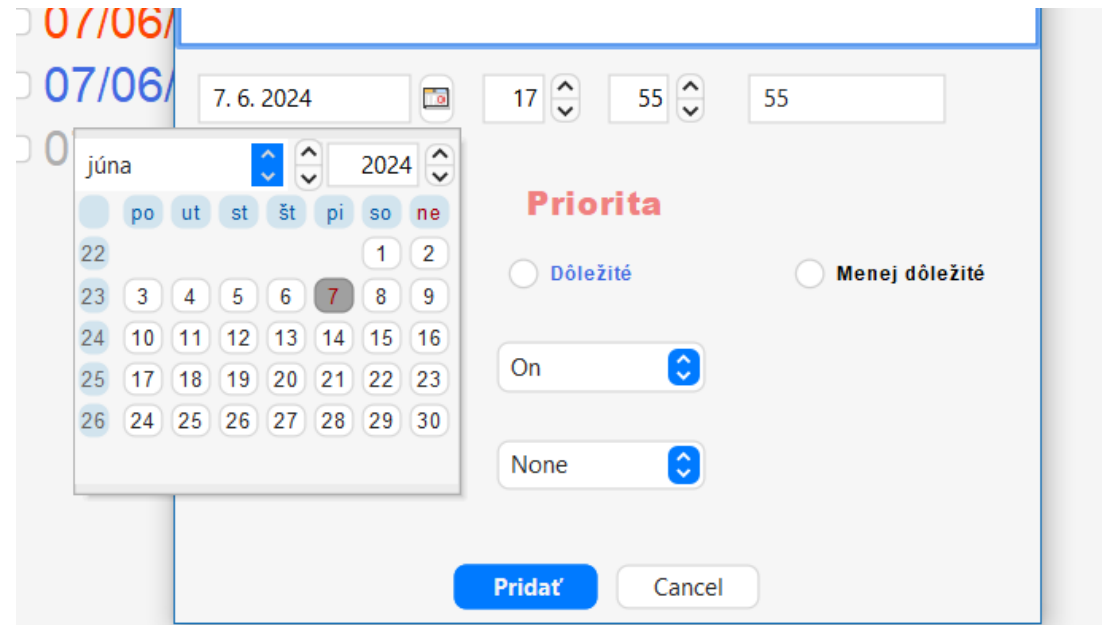 07/06/
07/06/
7. 6. 2024 17 55 55
0
júna 2024
po ut st št pi so ne
22 1 2
23 3 4 5 6 7 8 9
24 10 11 12 13 14 15 16
25 17 18 19 20 21 22 23
26 24 25 26 27 28 29 30
Priorita
Dôležité Menej dôležité
On
None
Pridať Cancel